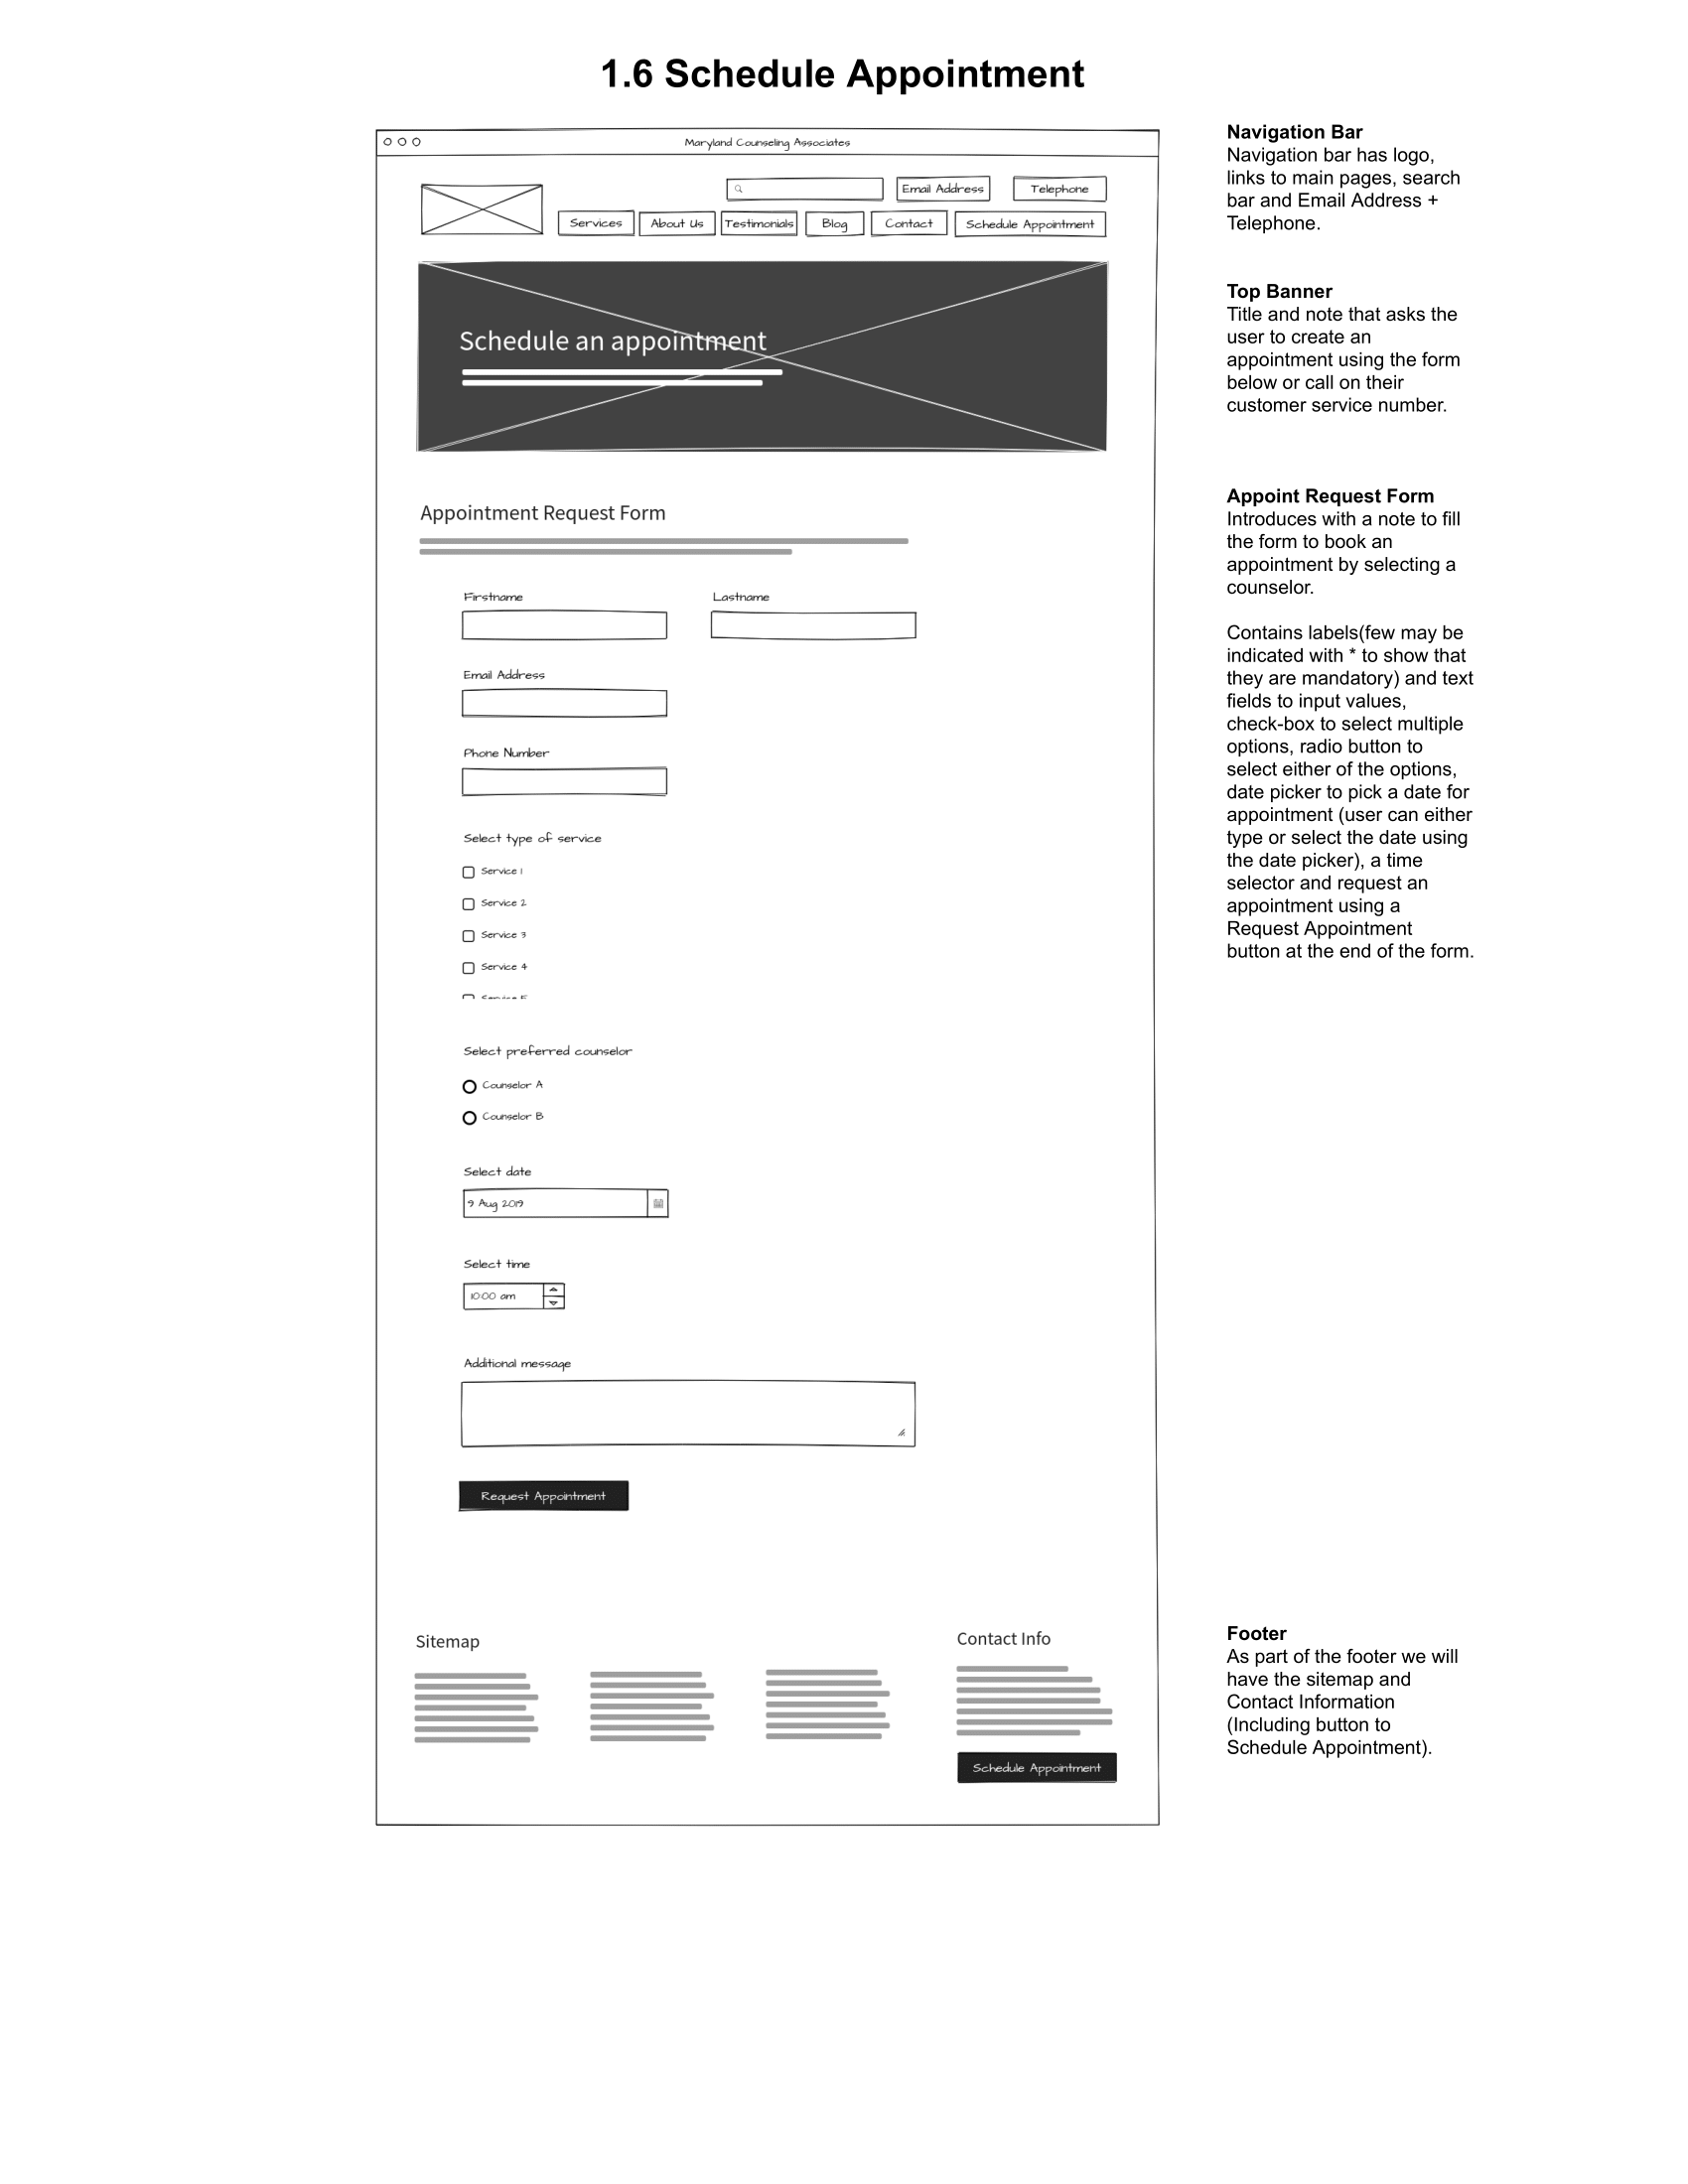 1.6 Schedule Appointment
Maryland Counseling Associates
Email Address
Telephone
Services
About Us
Testimonials
Blog
Contact
Schedule Appointment
Schedule an appointment
Appointment Request Form
Firstname
Lastname
Email Address
Phone Number
Select type of service
Service 1
Service 2
Service 3
Service 4
Select preferred counselor
Counselor A
Counselor B
Select date
9 Aug 2019
Select time
10:00 am
Additional message
Request Appointment
Sitemap
Contact Info
Schedule Appointment
Navigation Bar
Navigation bar has logo,
links to main pages, search
bar and Email Address +
Telephone.
Top Banner
Title and note that asks the
user to create an
appointment using the form
below or call on their
customer service number.
Appoint Request Form
Introduces with a note to fill
the form to book an
appointment by selecting a
counselor.
Contains labels(few may be
indicated with * to show that
they are mandatory) and text
fields to input values,
check-box to select multiple
options, radio button to
select either of the options,
date picker to pick a date for
appointment (user can either
type or select the date using
the date picker), a time
selector and request an
appointment using a
Request Appointment
button at the end of the form.
Footer
As part of the footer we will
have the sitemap and
Contact Information
(Including button to
Schedule Appointment).